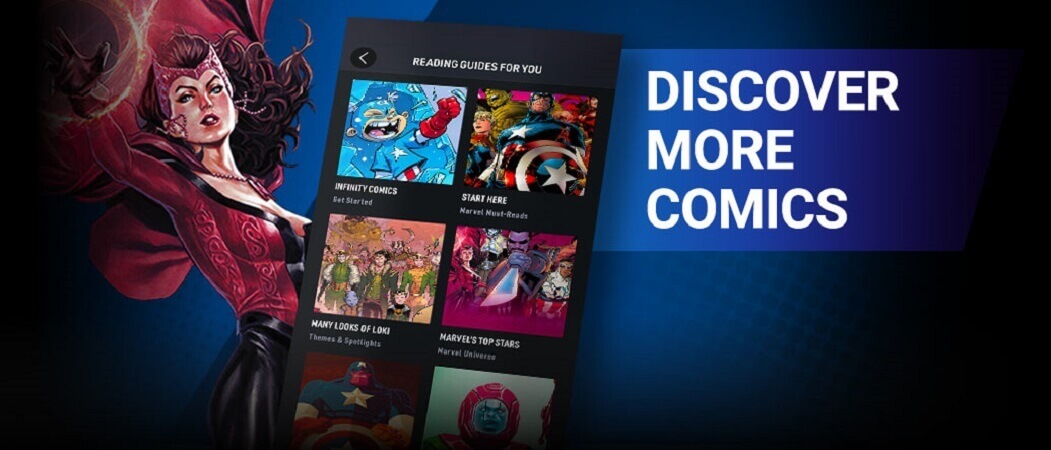 READING GUIDES FOR YOU
INFINITY COMICS
Get Started
START HERE
Marvel Must-Reads
MANY LOOKS OF LOKI
Themes & Spotlights
MARVEL'S TOP STARS
Marvel Universe
DISCOVER
MORE
COMICS